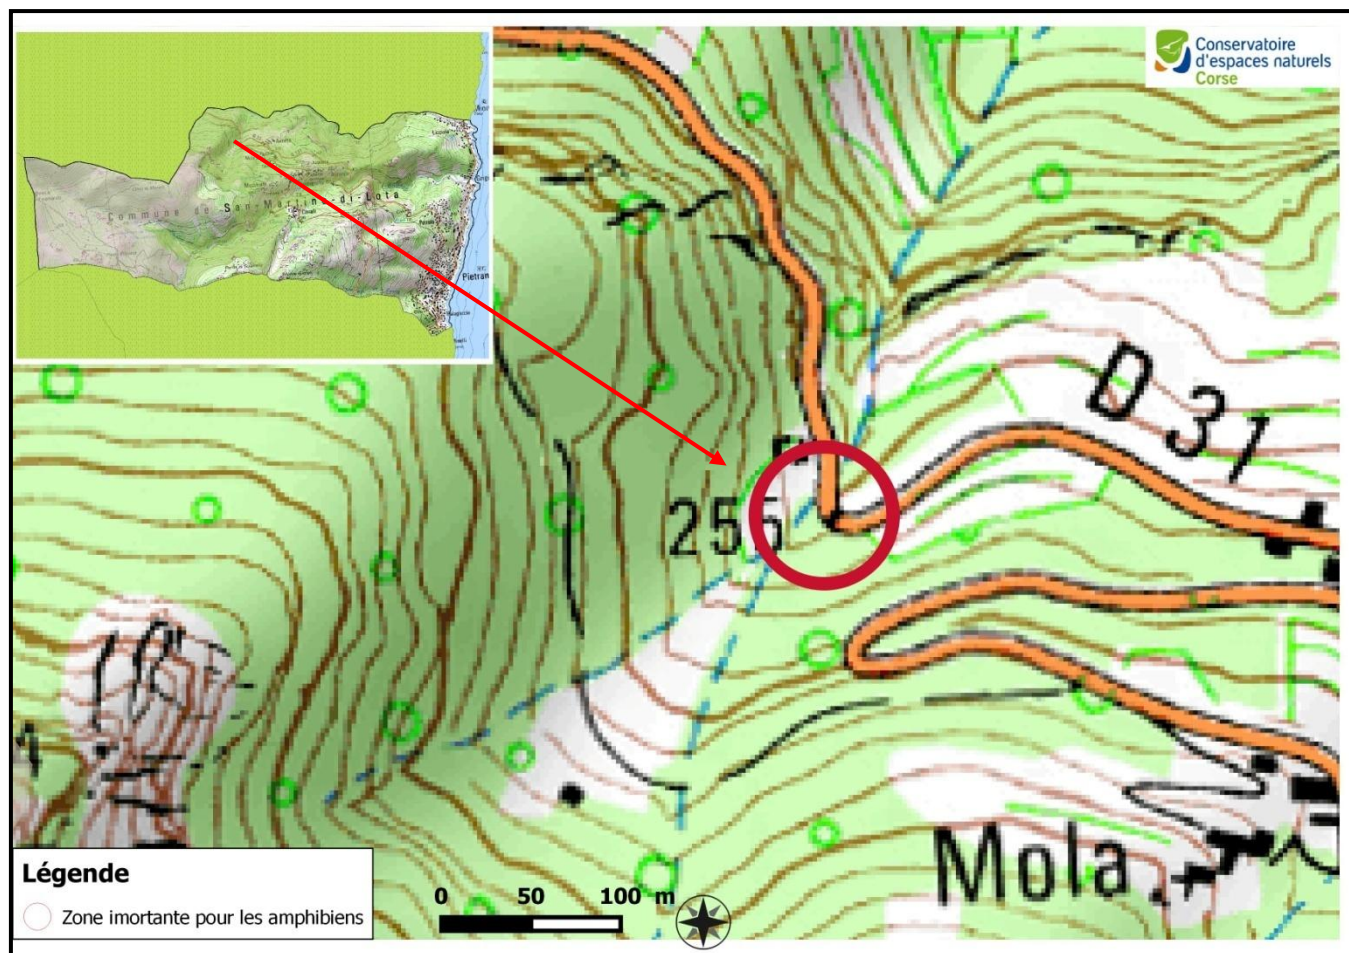 Conservatoire
d'espaces naturels
Corse
Commune de San-Martino-di-Lota
Pietran
D 31
255
Mola
Légende
Zone imortante pour les amphibiens
0 50 100 m